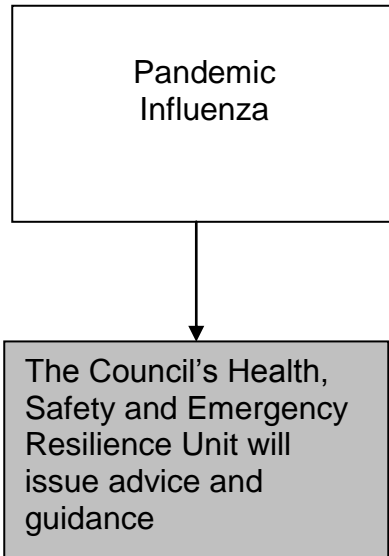 Pandemic
Influenza
The Council’s Health,
Safety and Emergency
Resilience Unit will
issue advice and
guidance